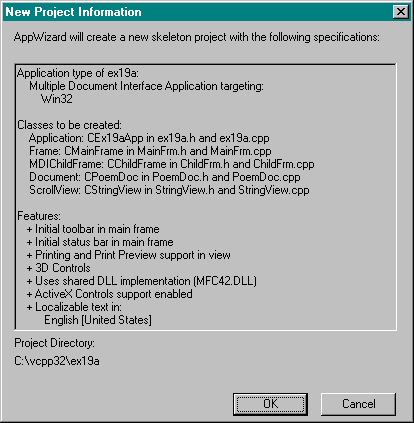 New Project Information
AppWizard will create a new skeleton project with the following specifications:
Application type of ex19a:
Multiple Document Interface Application targeting:
Win32
Classes to be created:
Application: CEx19aApp in ex19a.h and ex19a.cpp
Frame: CMainFrame in MainFrm.h and MainFrm.cpp
MDIChildFrame: CChildFrame in ChildFrm.h and ChildFrm.cpp
Document: CPoemDoc in PoemDoc.h and PoemDoc.cpp
ScrollView: CStringView in StringView.h and StringView.cpp
Features:
+ Initial toolbar in main frame
+ Initial status bar in main frame
+ Printing and Print Preview support in view
+ 3D Controls
+ Uses shared DLL implementation (MFC42.DLL)
+ ActiveX Controls support enabled
+ Localizable text in:
English [United States]
Project Directory:
C:\vcpp32\ex19a
OK
Cancel